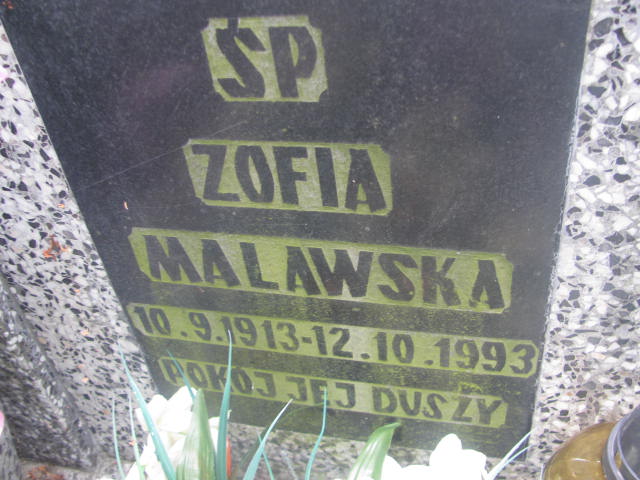 ŚP
ZOFIA
MALAWSKA
10.9.1913-12.10.1993
POKÓJ JEJ DUSZY